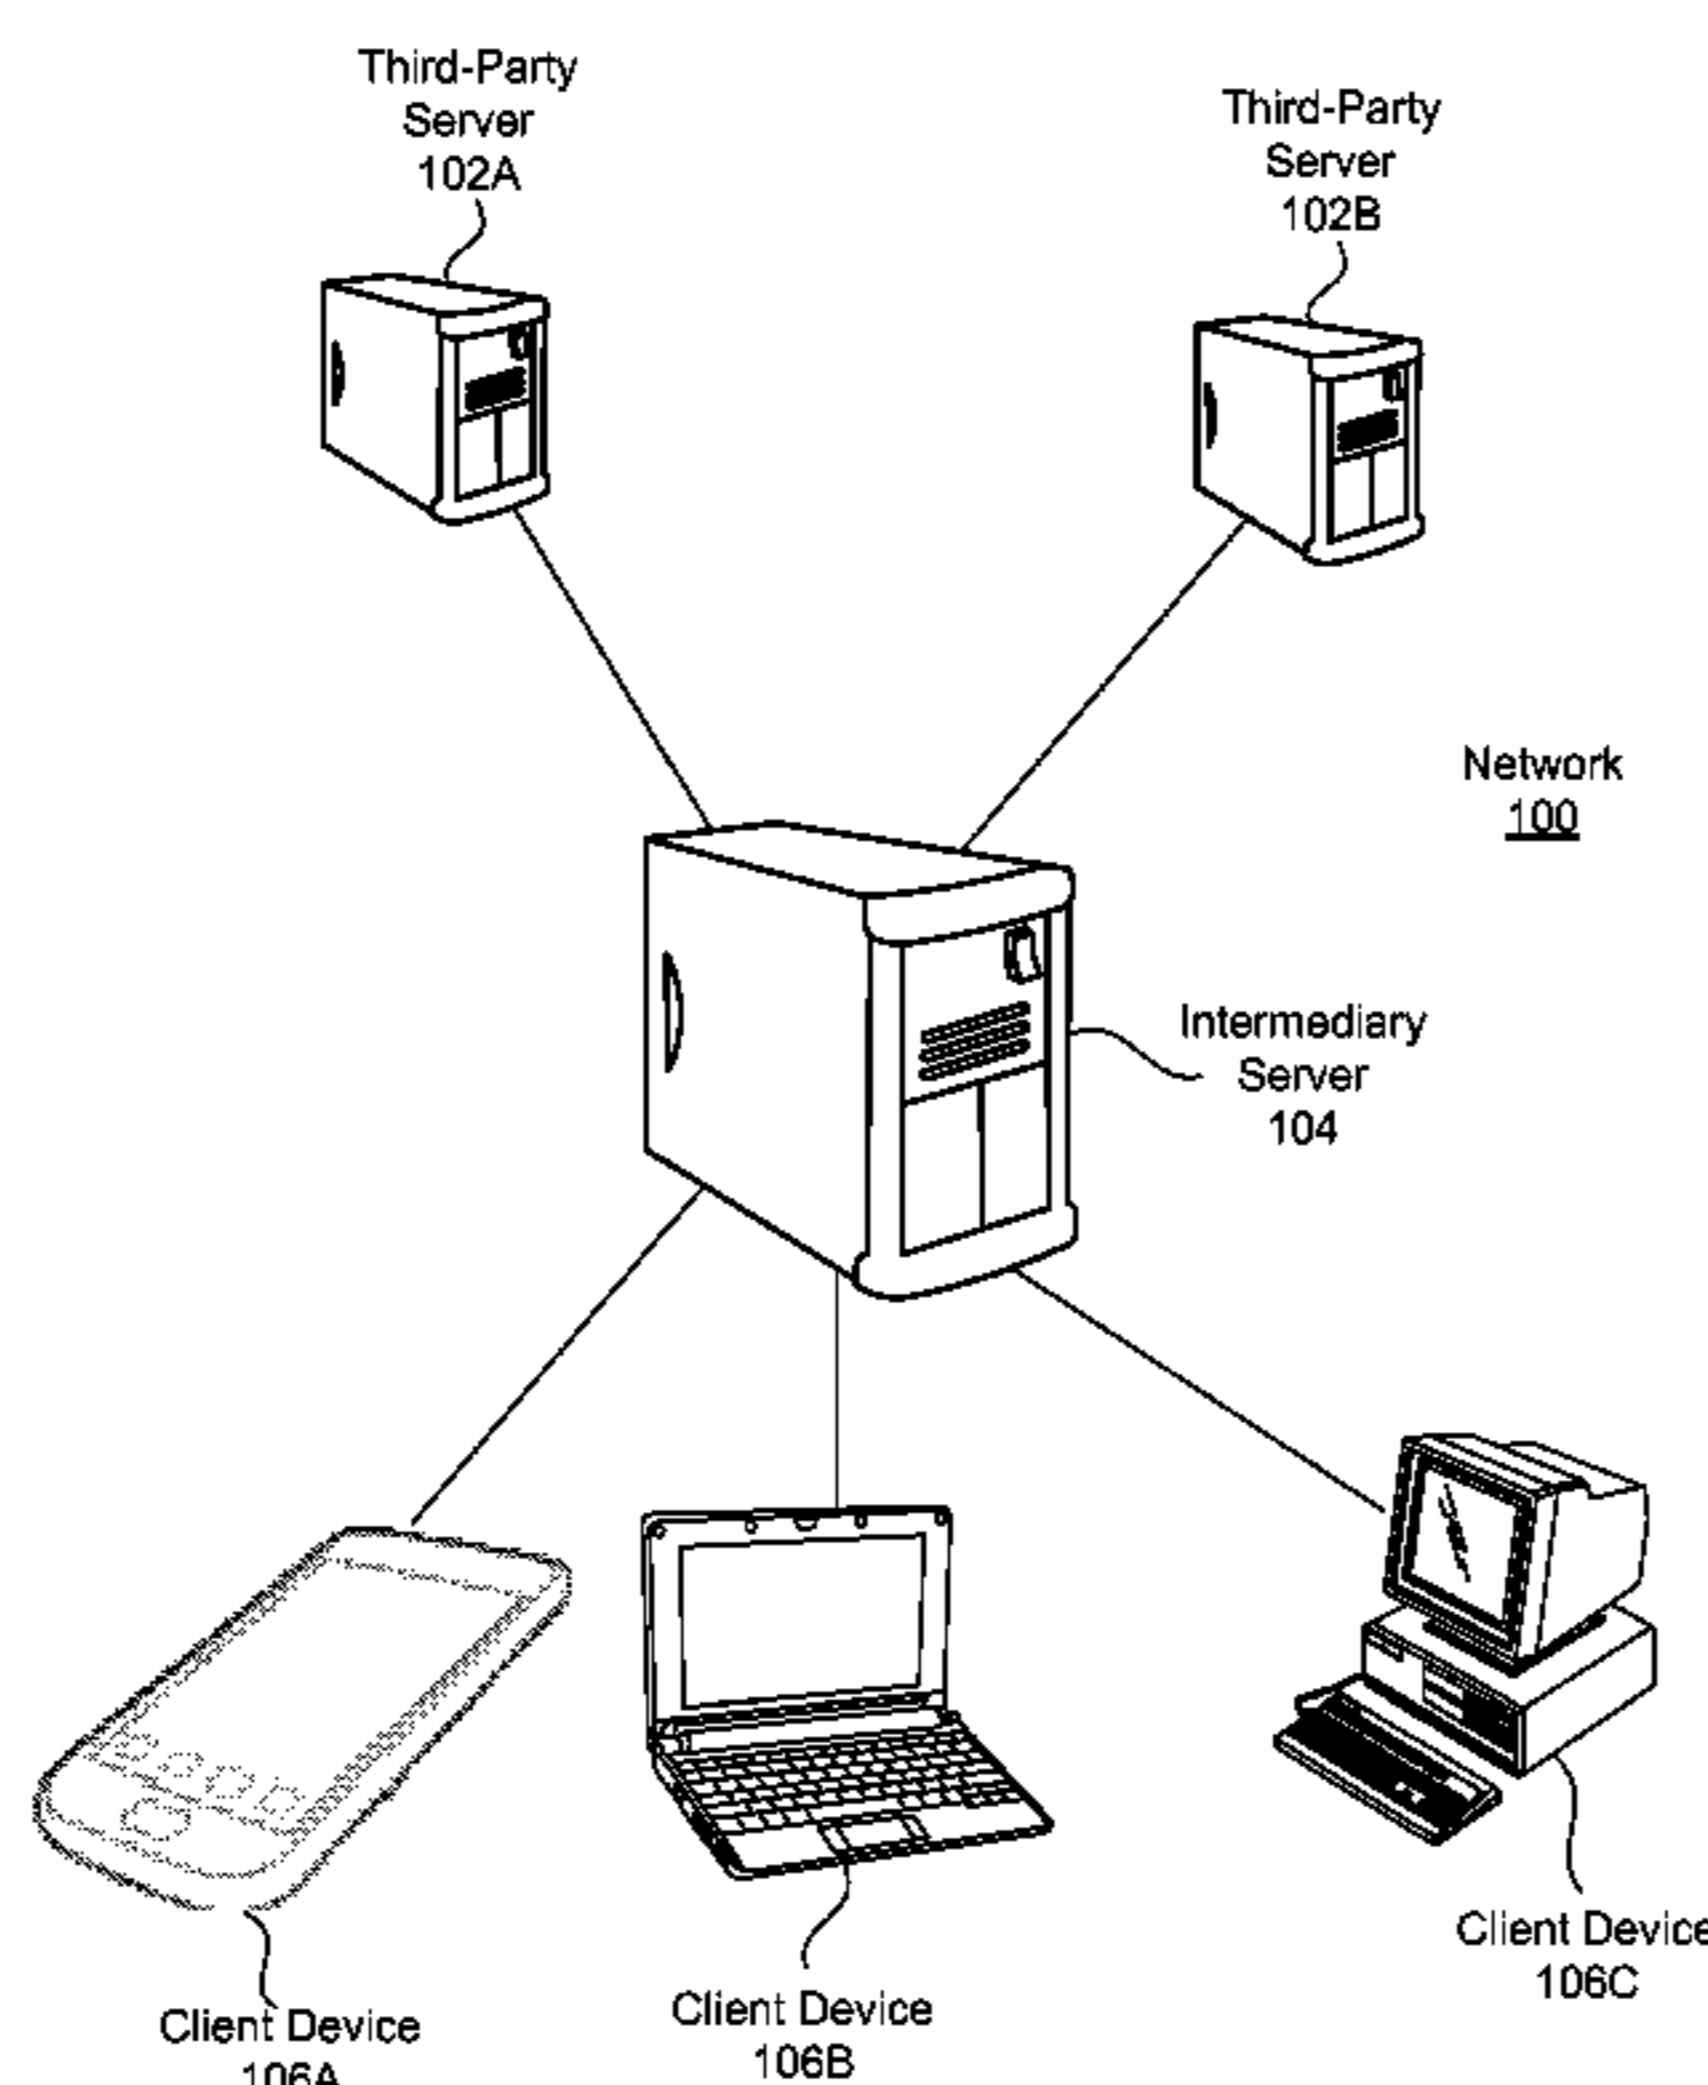 Third-Party
Server
102A
Third-Party
Server
102B
Network
100
Intermediary
Server
104
Client Device
106C
Client Device
106B
Client Device
106A